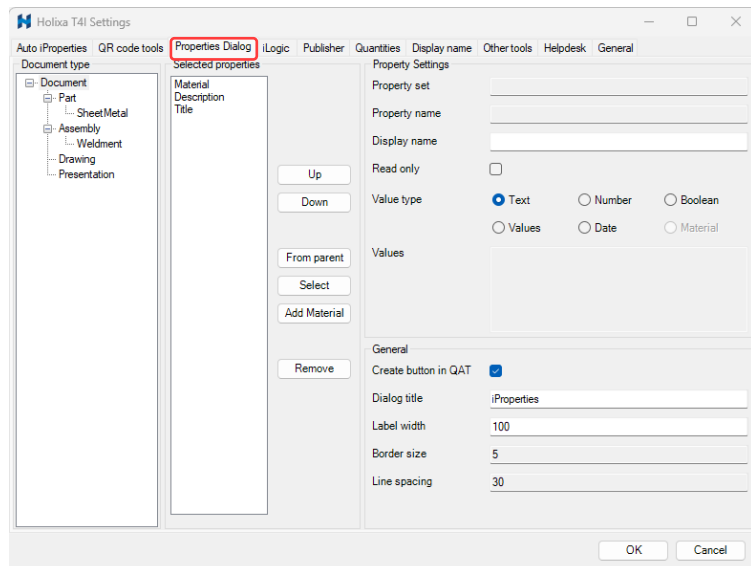 Holixa T4I Settings
Auto iProperties QR code tools Properties Dialog iLogic Publisher Quantities Display name Other tools Helpdesk General
Document type
Document
Part
SheetMetal
Assembly
Weldment
Drawing
Presentation
Selected properties
Material
Description
Title
Up
Down
From parent
Select
Add Material
Remove
Property Settings
Property set
Property name
Display name
Read only
Value type
Text Number Boolean
Values Date Material
Values
General
Create button in QAT
Dialog title iProperties
Label width 100
Border size 5
Line spacing 30
OK Cancel